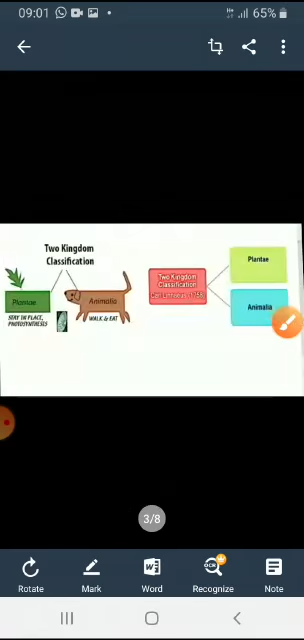 09:01
65%
Two Kingdom
Classification
Plantae
Animalia
STAY IN PLACE,
PHOTOSYNTHESIS
WALK & EAT
Two Kingdom
Classification
Plantae
Animalia
3/8
OCR
Rotate
Mark
Word
Recognize
Note